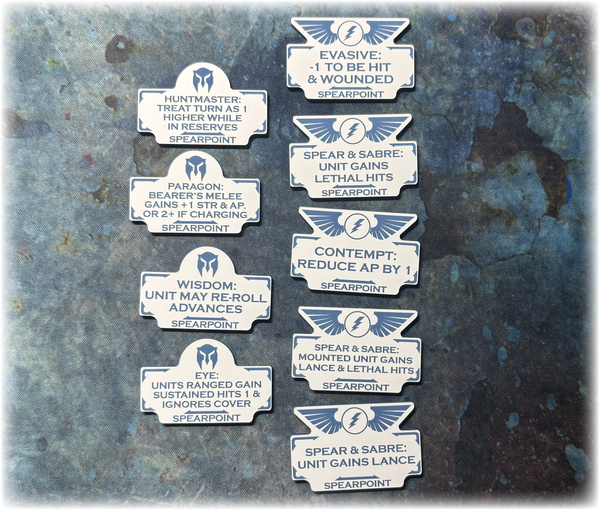 HUNTMASTER:
TREAT TURN AS 1
HIGHER WHILE
IN RESERVES
SPEARPOINT
PARAGON:
BEARER'S MELEE
GAINS +1 STR & AP.
OR 2+ IF CHARGING
SPEARPOINT
WISDOM:
UNIT MAY RE-ROLL
ADVANCES
SPEARPOINT
EYE:
UNITS RANGED GAIN
SUSTAINED HITS 1 &
IGNORES COVER
SPEARPOINT
EVASIVE:
-1 TO BE HIT
& WOUNDED
SPEARPOINT
SPEAR & SABRE:
UNIT GAINS
LETHAL HITS
SPEARPOINT
CONTEMPT:
REDUCE AP BY 1
SPEARPOINT
SPEAR & SABRE:
MOUNTED UNIT GAINS
LANCE & LETHAL HITS
SPEARPOINT
SPEAR & SABRE:
UNIT GAINS LANCE
SPEARPOINT